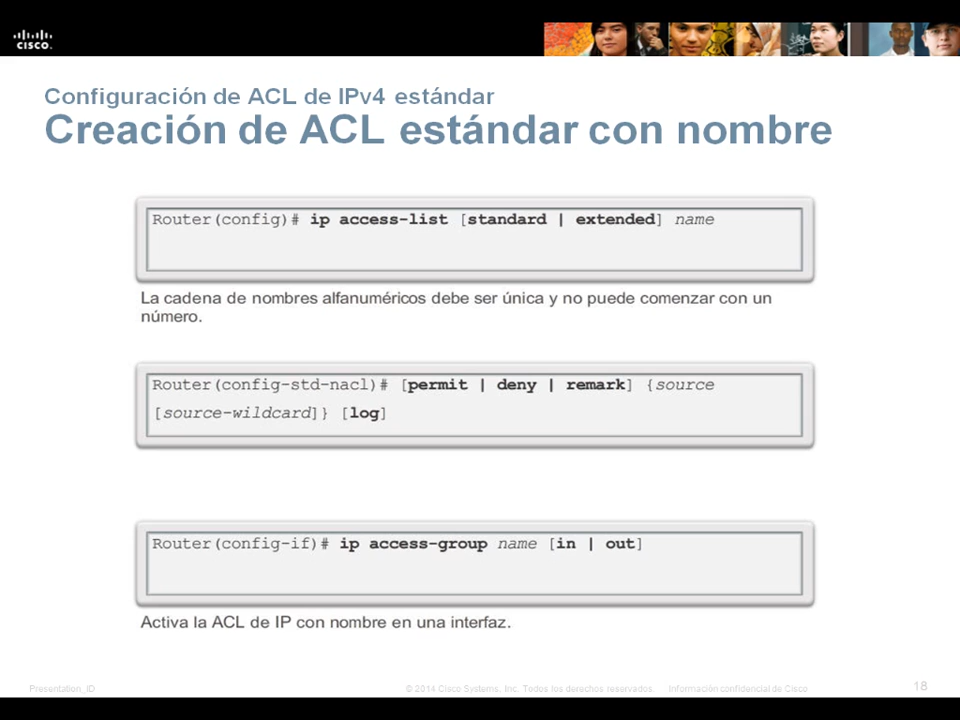 CISCO
Configuración de ACL de IPv4 estándar
Creación de ACL estándar con nombre
Router(config)# ip access-list [standard | extended] name
La cadena de nombres alfanuméricos debe ser única y no puede comenzar con un
número.
Router(config-std-nacl)# [permit | deny | remark] {source
[source-wildcard]} [log]
Router(config-if)# ip access-group name [in | out]
Activa la ACL de IP con nombre en una interfaz.
Presentation_ID
© 2014 Cisco Systems, Inc. Todos los derechos reservados.
Información confidencial de Cisco
18